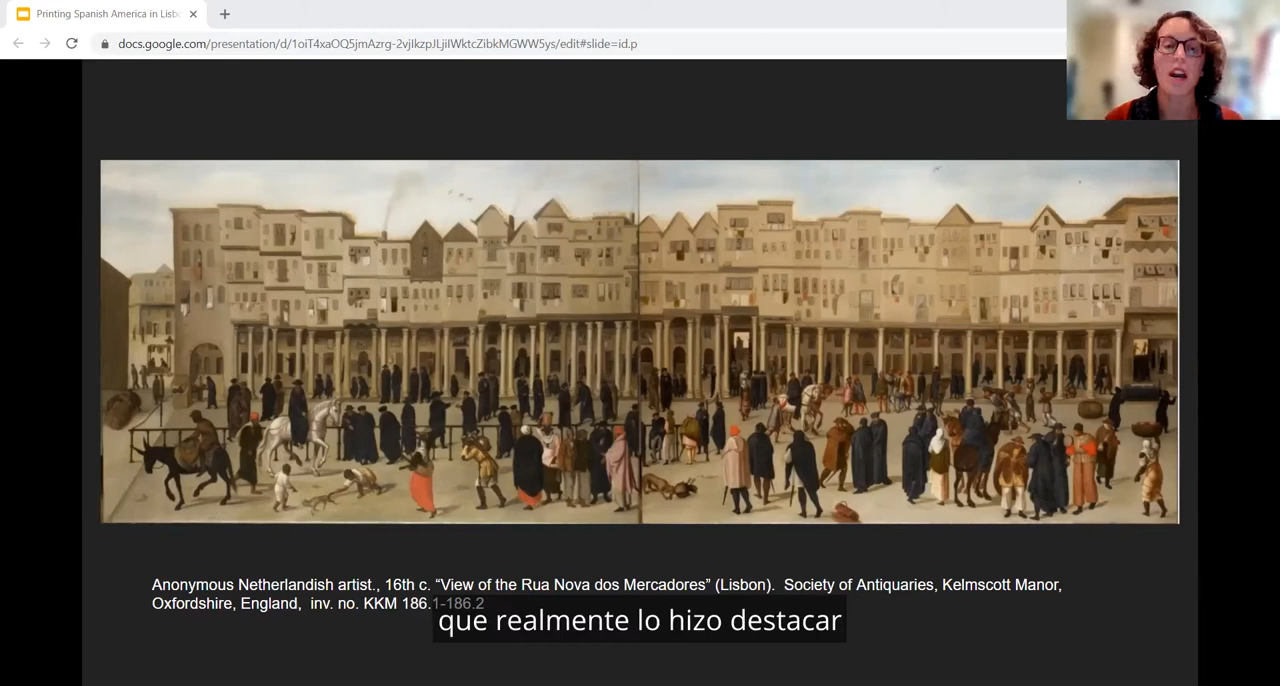 Printing Spanish America in Lisb
docs.google.com/presentation/d/1oiT4xaOQ5jmAzrg-2vjIkzpJLjiIWktcZibkMGWW5ys/edit#slide=id.p
Anonymous Netherlandish artist., 16th c. “View of the Rua Nova dos Mercadores” (Lisbon).  Society of Antiquaries, Kelmscott Manor,
Oxfordshire, England,  inv. no. KKM 186.1-186.2
que realmente lo hizo destacar